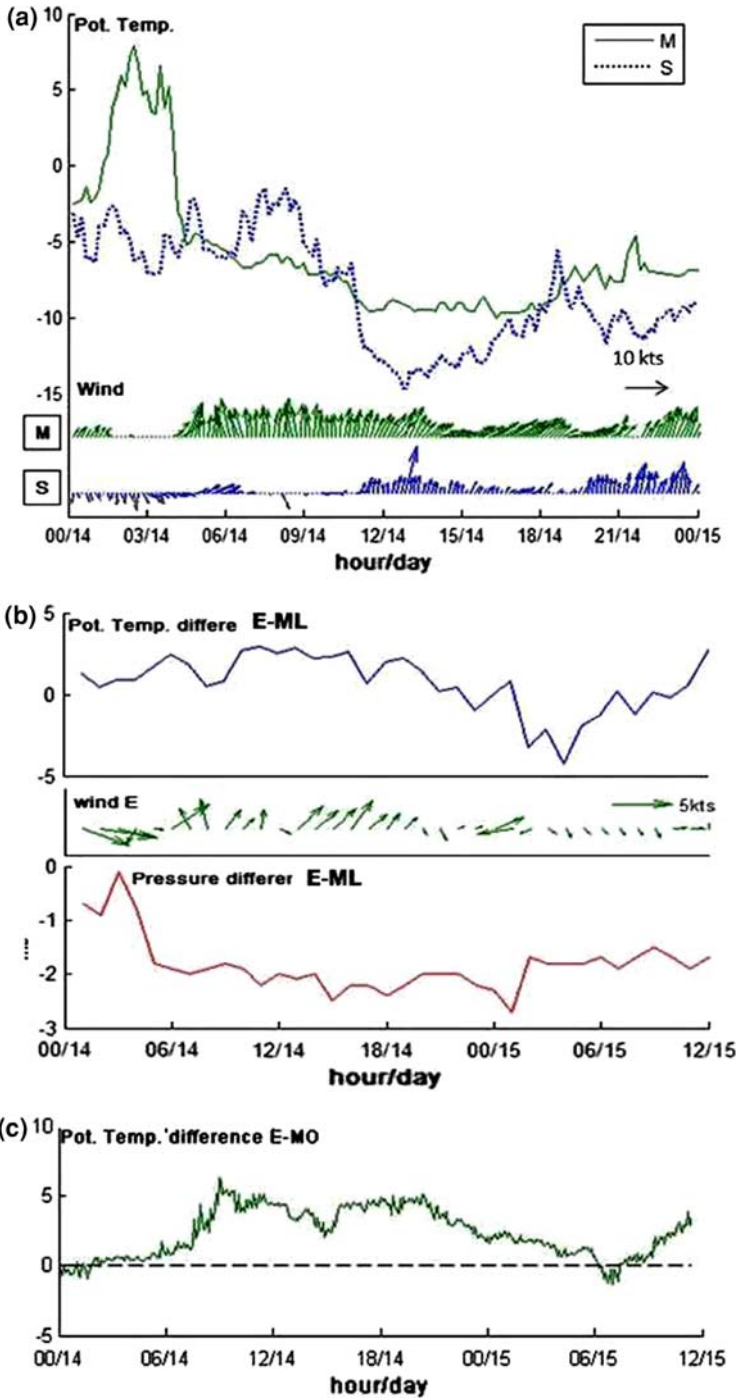 (a)
10
Pot. Temp.
M
S
5
0
-5
-10
10 kts
-15
Wind
M
S
00/14 03/14 06/14 09/14 12/14 15/14 18/14 21/14 00/15
hour/day
(b)
5
Pot. Temp. differe E-ML
0
-5
wind E
5kts
0
Pressure differer E-ML
-1
-2
-3
00/14 06/14 12/14 18/14 00/15 06/15 12/15
hour/day
(c)
10
Pot. Temp.'difference E-MO
5
0
-5
00/14 06/14 12/14 18/14 00/15 06/15 12/15
hour/day